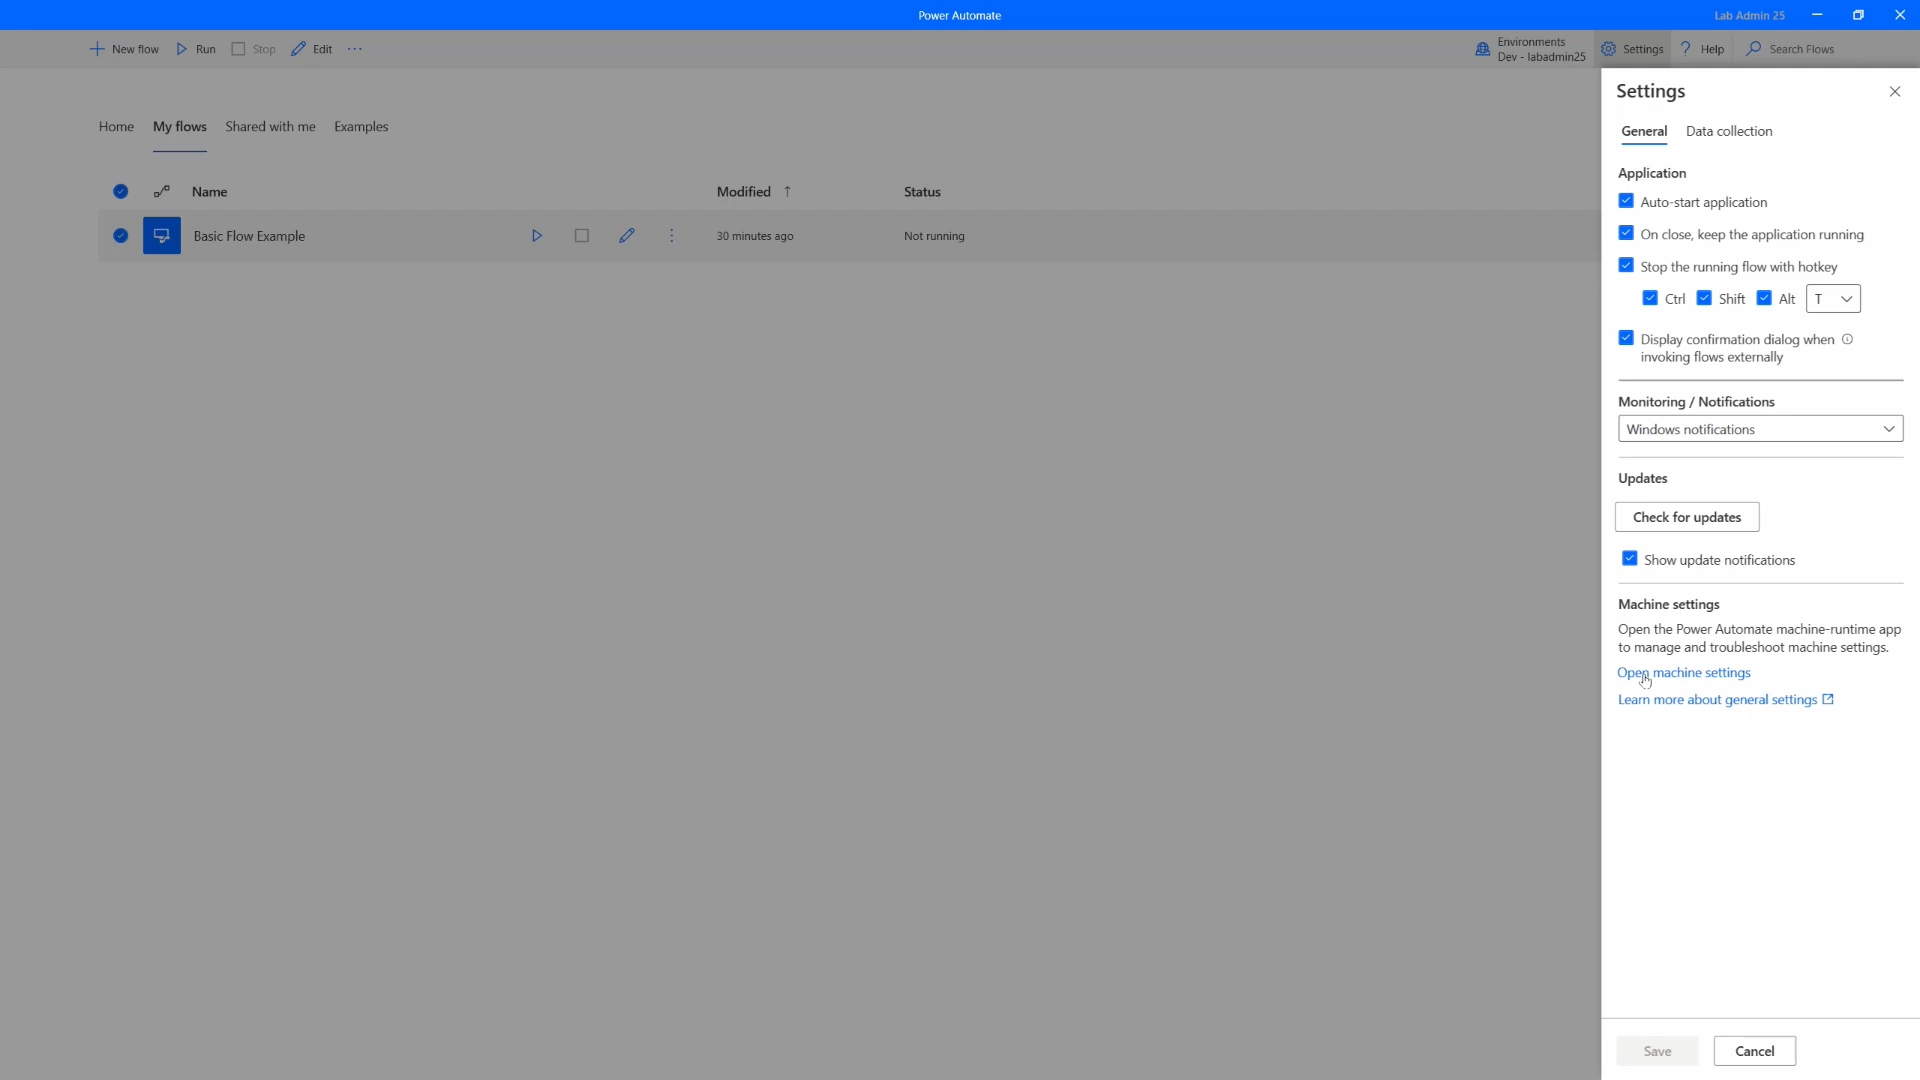 Power Automate
Lab Admin 25
New flow
Run
Stop
Edit
Environments
Dev - labadmin25
Settings
Help
Search Flows
Home
My flows
Shared with me
Examples
Name
Modified
Status
Basic Flow Example
30 minutes ago
Not running
Settings
General
Data collection
Application
Auto-start application
On close, keep the application running
Stop the running flow with hotkey
Ctrl
Shift
Alt
T
Display confirmation dialog when
invoking flows externally
Monitoring / Notifications
Windows notifications
Updates
Check for updates
Show update notifications
Machine settings
Open the Power Automate machine-runtime app
to manage and troubleshoot machine settings.
Open machine settings
Learn more about general settings
Save
Cancel